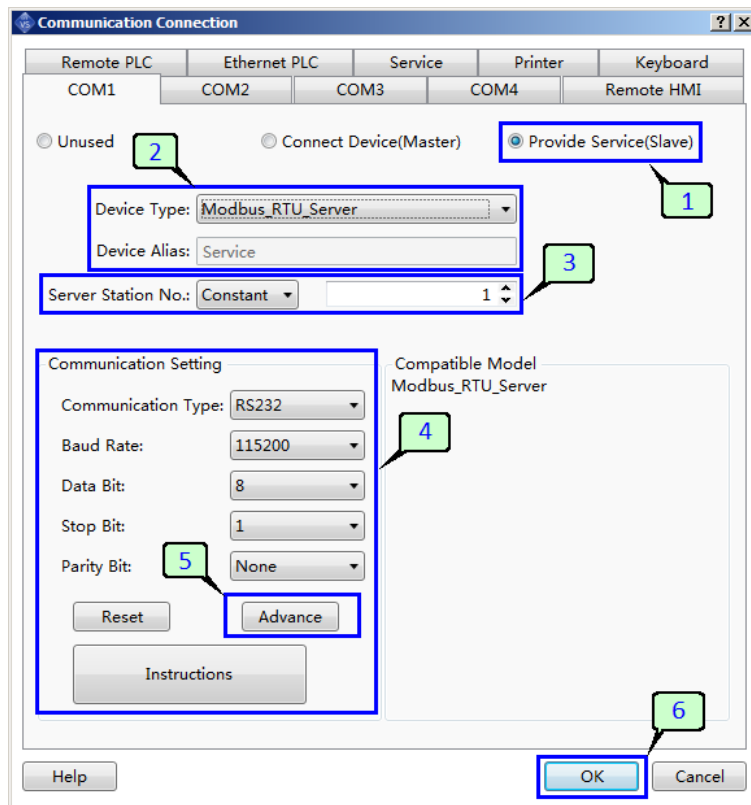 Communication Connection
Remote PLC Ethernet PLC Service Printer Keyboard
COM1 COM2 COM3 COM4 Remote HMI
Unused Connect Device(Master) Provide Service(Slave)
2
1
Device Type: Modbus_RTU_Server
Device Alias: Service
3
Server Station No.: Constant 1
Communication Setting
Communication Type: RS232
Baud Rate: 115200
Data Bit: 8
Stop Bit: 1
Parity Bit: None
5
Reset Advance
Instructions
Compatible Model
Modbus_RTU_Server
4
6
Help OK Cancel